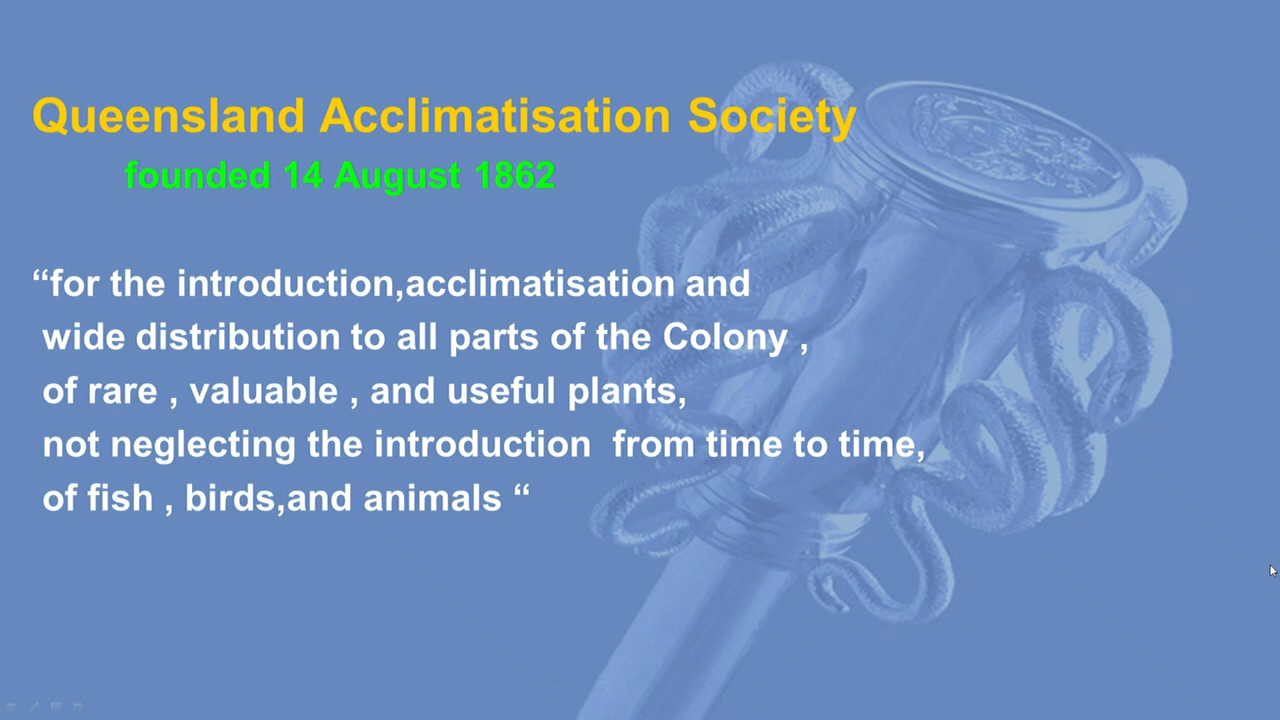 Queensland Acclimatisation Society
founded 14 August 1862
“for the introduction,acclimatisation and
wide distribution to all parts of the Colony ,
of rare , valuable , and useful plants,
not neglecting the introduction  from time to time,
of fish , birds,and animals “